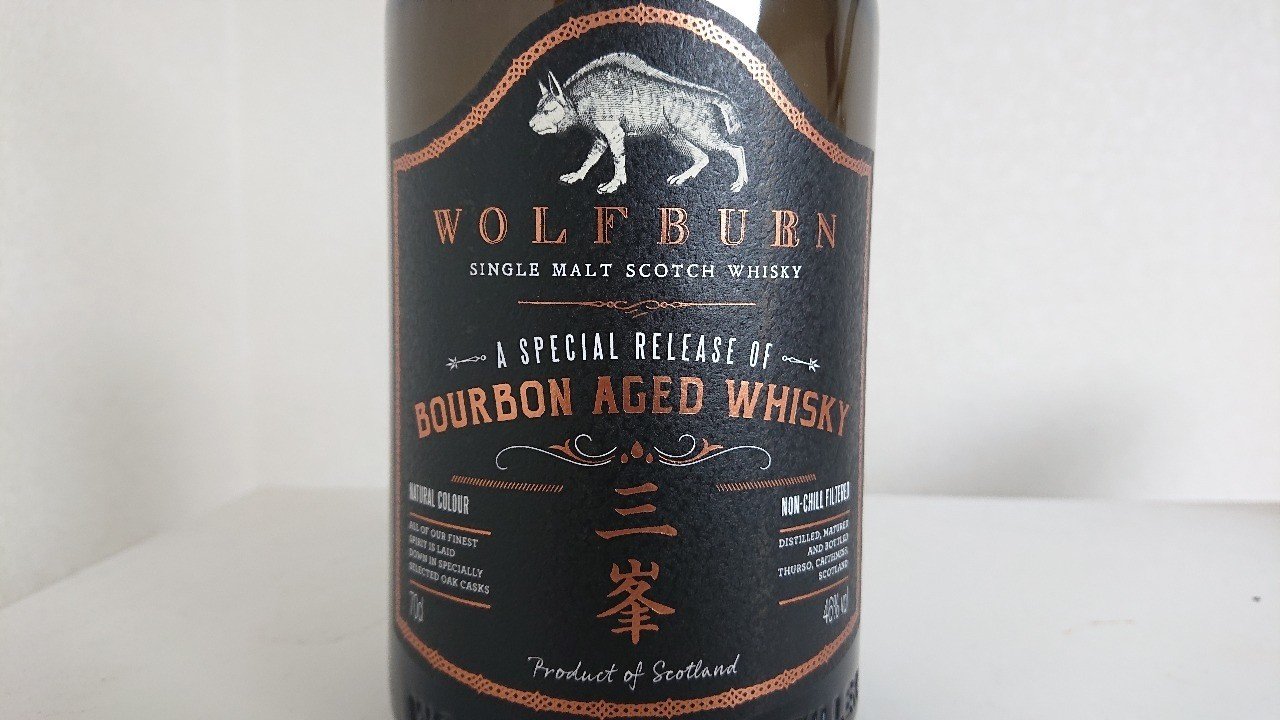 WOLFBURN
SINGLE MALT SCOTCH WHISKY
A SPECIAL RELEASE OF
BOURBON AGED WHISKY
NATURAL COLOUR
ALL OF OUR FINEST
SPIRIT IS LAID
DOWN IN SPECIALLY
SELECTED OAK CASKS
70cl
三
峯
NON-CHILL FILTERED
DISTILLED, MATURED
AND BOTTLED
THURSO, CAITHNESS,
SCOTLAND
46% vol
Product of Scotland